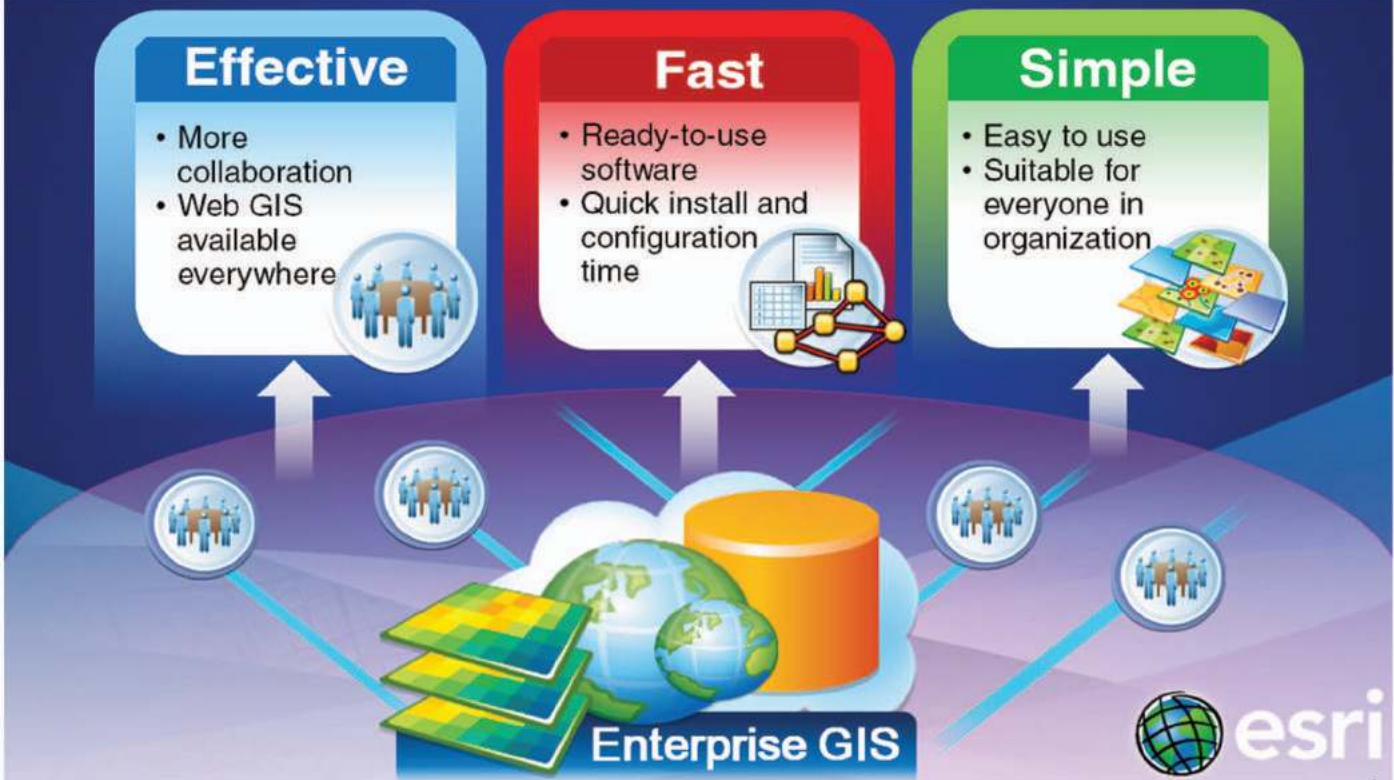 Effective
• More
collaboration
• Web GIS
available
everywhere
Fast
• Ready-to-use
software
• Quick install and
configuration
time
Simple
• Easy to use
• Suitable for
everyone in
organization
Enterprise GIS
esri